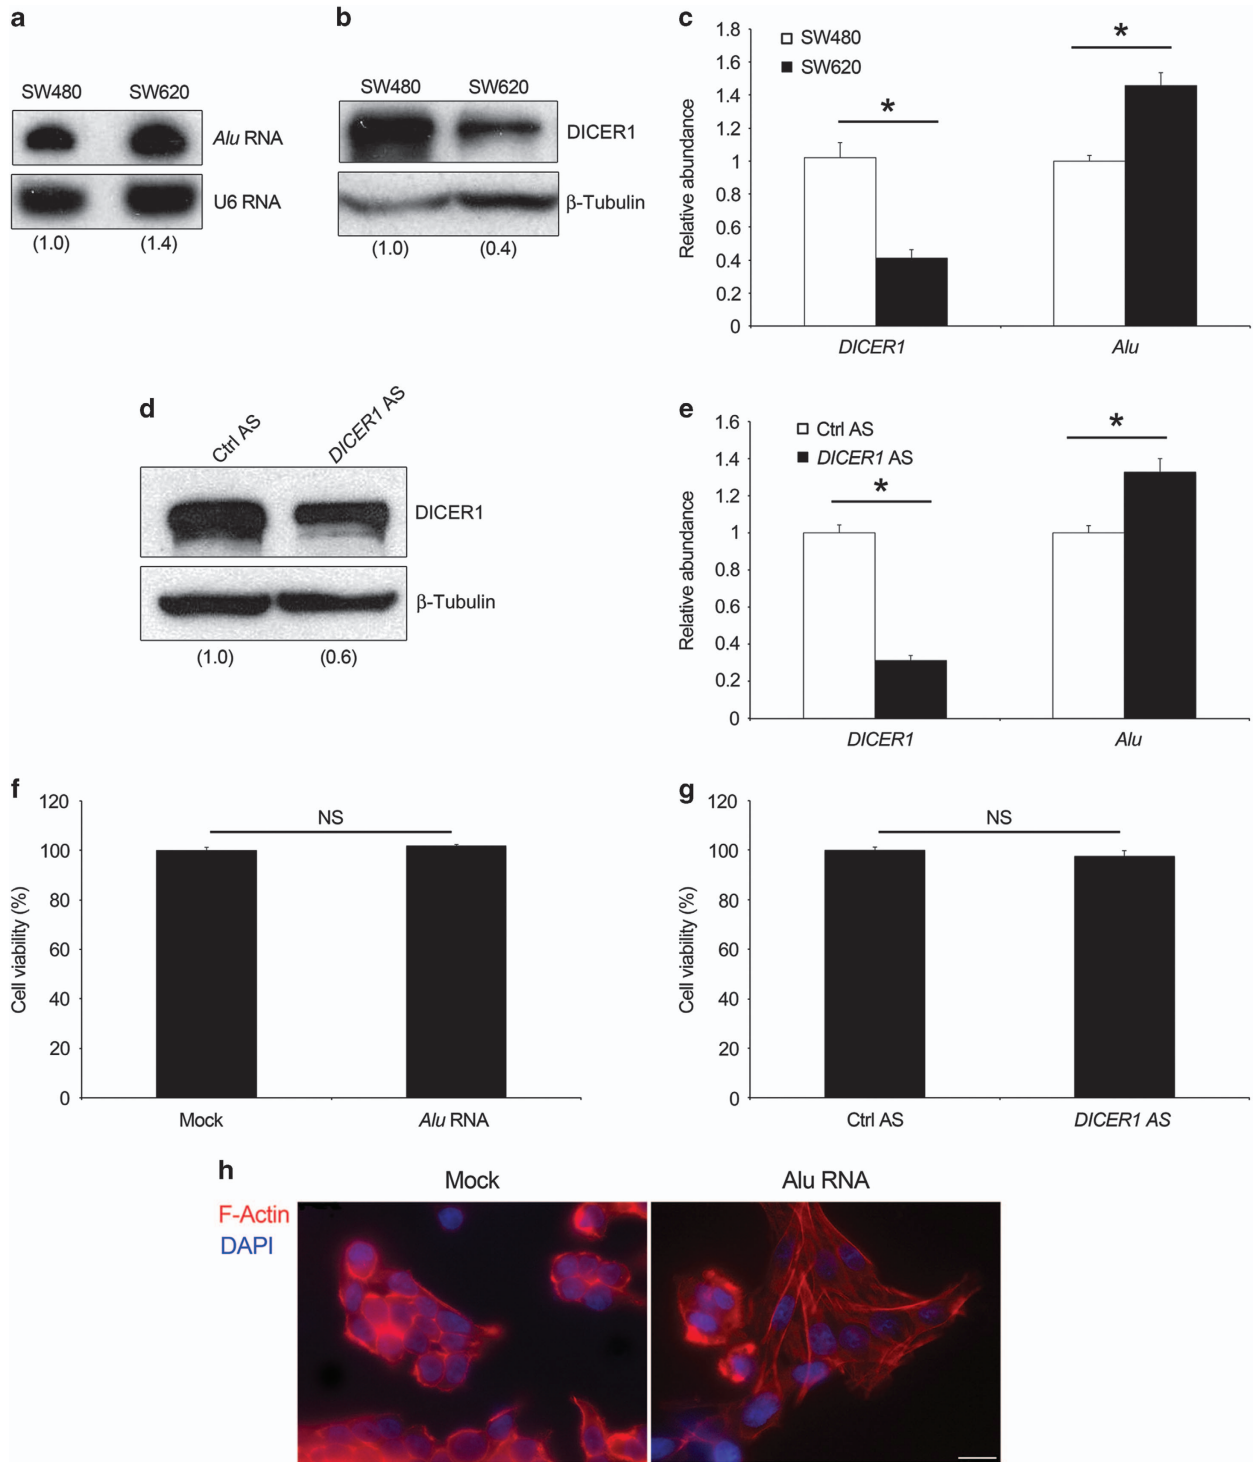 a
SW480 SW620
Alu RNA
U6 RNA
(1.0) (1.4)
b
SW480 SW620
DICER1
β-Tubulin
(1.0) (0.4)
c
1.8
1.6
1.4
1.2
1
0.8
0.6
0.4
0.2
0
Relative abundance
SW480
SW620
*
*
DICER1 Alu
d
Ctrl AS
DICER1 AS
DICER1
β-Tubulin
(1.0) (0.6)
e
1.6
1.4
1.2
1
0.8
0.6
0.4
0.2
0
Relative abundance
Ctrl AS
DICER1 AS
*
*
DICER1 Alu
f
120
100
80
60
40
20
0
Cell viability (%)
NS
Mock Alu RNA
g
120
100
80
60
40
20
0
Cell viability (%)
NS
Ctrl AS DICER1 AS
h
Mock Alu RNA
F-Actin
DAPI